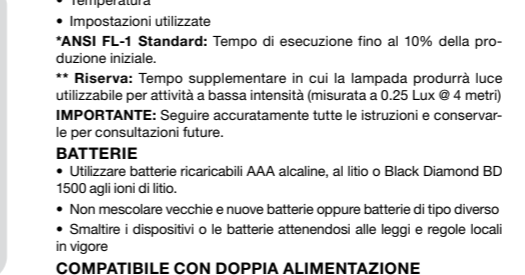 • Temperatura
• Impostazioni utilizzate
*ANSI FL-1 Standard: Tempo di esecuzione fino al 10% della pro-
duzione iniziale.
** Riserva: Tempo supplementare in cui la lampada produrrà luce
utilizzabile per attività a bassa intensità (misurata a 0.25 Lux @ 4 metri)
IMPORTANTE: Seguire accuratamente tutte le istruzioni e conservar-
le per consultazioni future.
BATTERIE
• Utilizzare batterie ricaricabili AAA alcaline, al litio o Black Diamond BD
1500 agli ioni di litio.
• Non mescolare vecchie e nuove batterie oppure batterie di tipo diverso
• Smaltire i dispositivi o le batterie attenendosi alle leggi e regole locali
in vigore
COMPATIBILE CON DOPPIA ALIMENTAZIONE